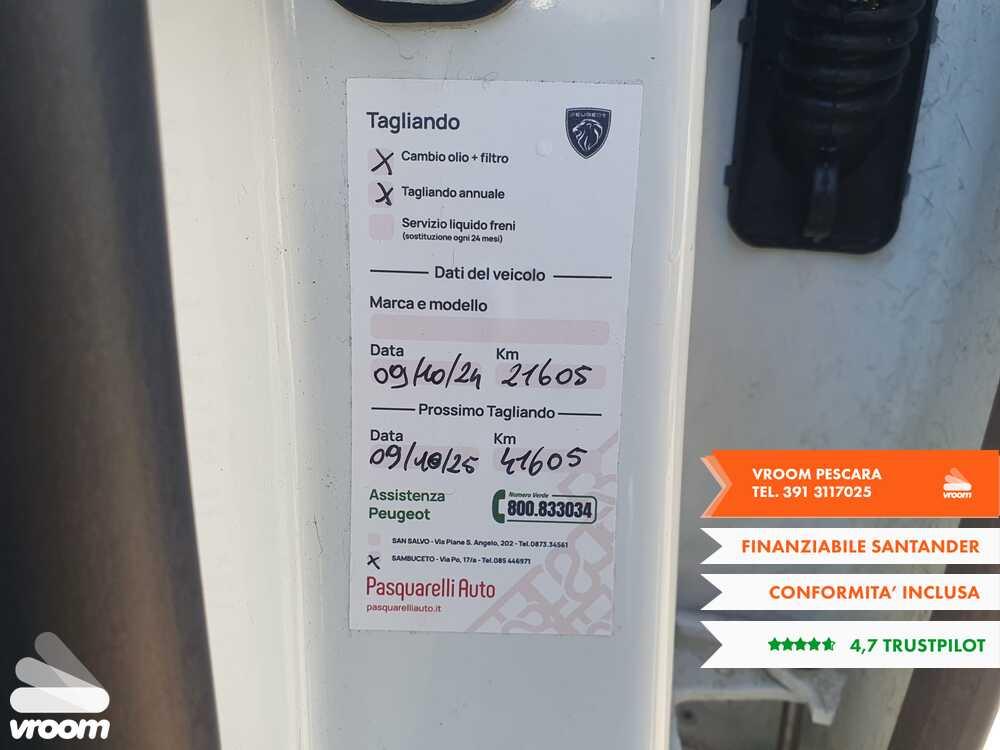 Tagliando
PEUGEOT
X Cambio olio + filtro
X Tagliando annuale
Servizio liquido freni
(sostituzione ogni 24 mesi)
Dati del veicolo
Marca e modello
Data Km
09/10/24 21605
Prossimo Tagliando
Data Km
09/10/25 41605
Assistenza
Peugeot
Numero Verde
800.833034
SAN SALVO - Via Piane S. Angelo, 202 - Tel.0873.34561
X SAMBUCETO - Via Po, 17/a - Tel.085 446971
Pasquarelli Auto
pasquarelliauto.it
VROOM PESCARA
TEL. 391 3117025
vroom
FINANZIABILE SANTANDER
CONFORMITA' INCLUSA
4,7 TRUSTPILOT
vroom